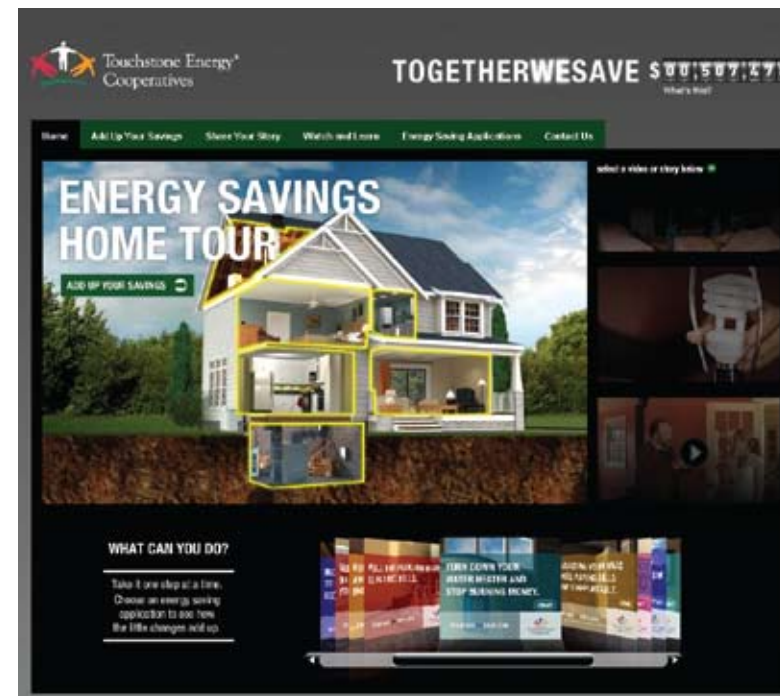 Touchstone Energy®
Cooperatives
TOGETHERWESAVE $00,507,47
What's this?
Home Add Up Your Savings Share Your Story Watch and Learn Energy Saving Applications Contact Us
ENERGY SAVINGS
HOME TOUR
ADD UP YOUR SAVINGS
select a video or story below
WHAT CAN YOU DO?
Take it one step at a time.
Choose an energy saving
application to see how
the little changes add up.
TURN DOWN YOUR
WATER HEATER AND
STOP BURNING MONEY.